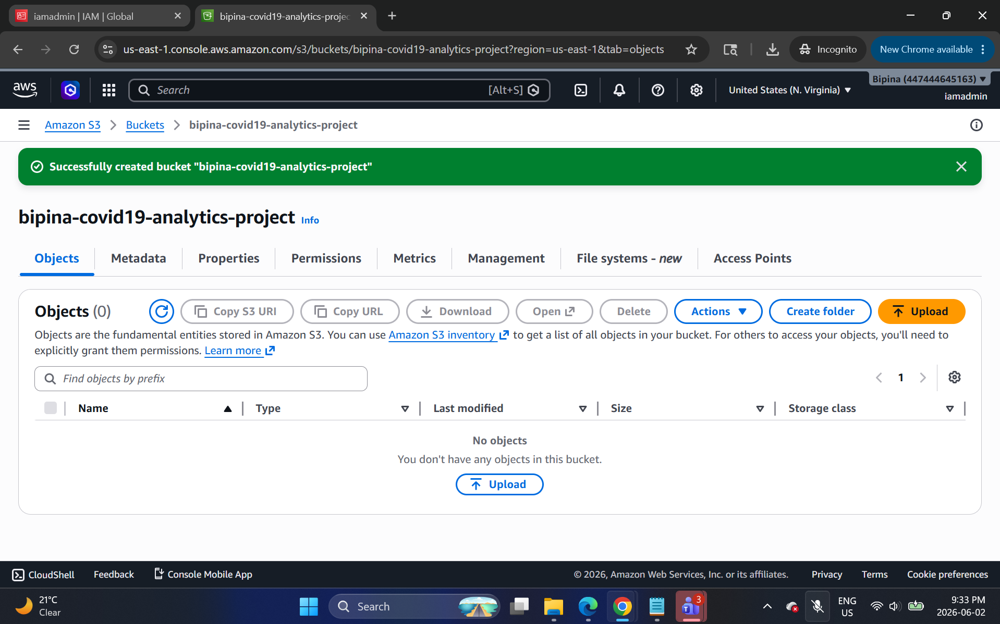 iamadmin | IAM | Global
bipina-covid19-analytics-projec
us-east-1.console.aws.amazon.com/s3/buckets/bipina-covid19-analytics-project?region=us-east-1&tab=objects
Incognito
New Chrome available
aws
Search
[Alt+S]
United States (N. Virginia)
Bipina (447444645163)
iamadmin
Amazon S3
Buckets
bipina-covid19-analytics-project
Successfully created bucket "bipina-covid19-analytics-project"
bipina-covid19-analytics-project Info
Objects
Metadata
Properties
Permissions
Metrics
Management
File systems - new
Access Points
Objects (0)
Copy S3 URI
Copy URL
Download
Open
Delete
Actions
Create folder
Upload
Objects are the fundamental entities stored in Amazon S3. You can use Amazon S3 inventory to get a list of all objects in your bucket. For others to access your objects, you'll need to
explicitly grant them permissions. Learn more
Find objects by prefix
1
Name
Type
Last modified
Size
Storage class
No objects
You don't have any objects in this bucket.
Upload
CloudShell
Feedback
Console Mobile App
© 2026, Amazon Web Services, Inc. or its affiliates.
Privacy
Terms
Cookie preferences
21°C
Clear
Search
T
3
ENG
US
9:33 PM
2026-06-02